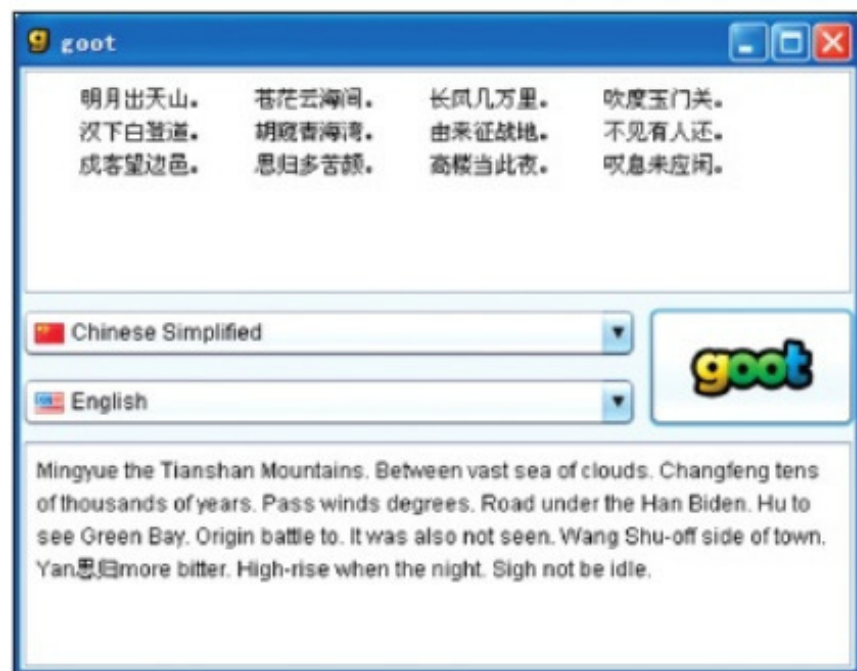 goot
明月出天山。 苍茫云海间。 长风几万里。 吹度玉门关。
汉下白登道。 胡窥青海湾。 由来征战地。 不见有人还。
戍客望边邑。 思归多苦颜。 高楼当此夜。 叹息未应闲。
Chinese Simplified
goot
English
Mingyue the Tianshan Mountains. Between vast sea of clouds. Changfeng tens
of thousands of years. Pass winds degrees. Road under the Han Biden. Hu to
see Green Bay. Origin battle to. It was also not seen. Wang Shu-off side of town.
Yan思归more bitter. High-rise when the night. Sigh not be idle.